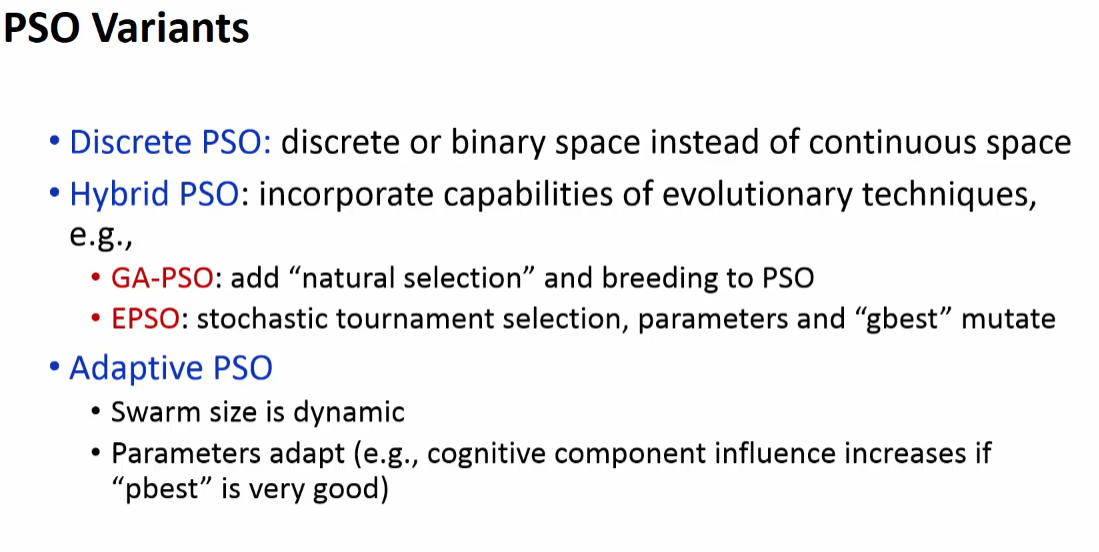 PSO Variants
• Discrete PSO: discrete or binary space instead of continuous space
• Hybrid PSO: incorporate capabilities of evolutionary techniques,
e.g.,
• GA-PSO: add “natural selection” and breeding to PSO
• EPSO: stochastic tournament selection, parameters and “gbest” mutate
• Adaptive PSO
• Swarm size is dynamic
• Parameters adapt (e.g., cognitive component influence increases if
“pbest” is very good)